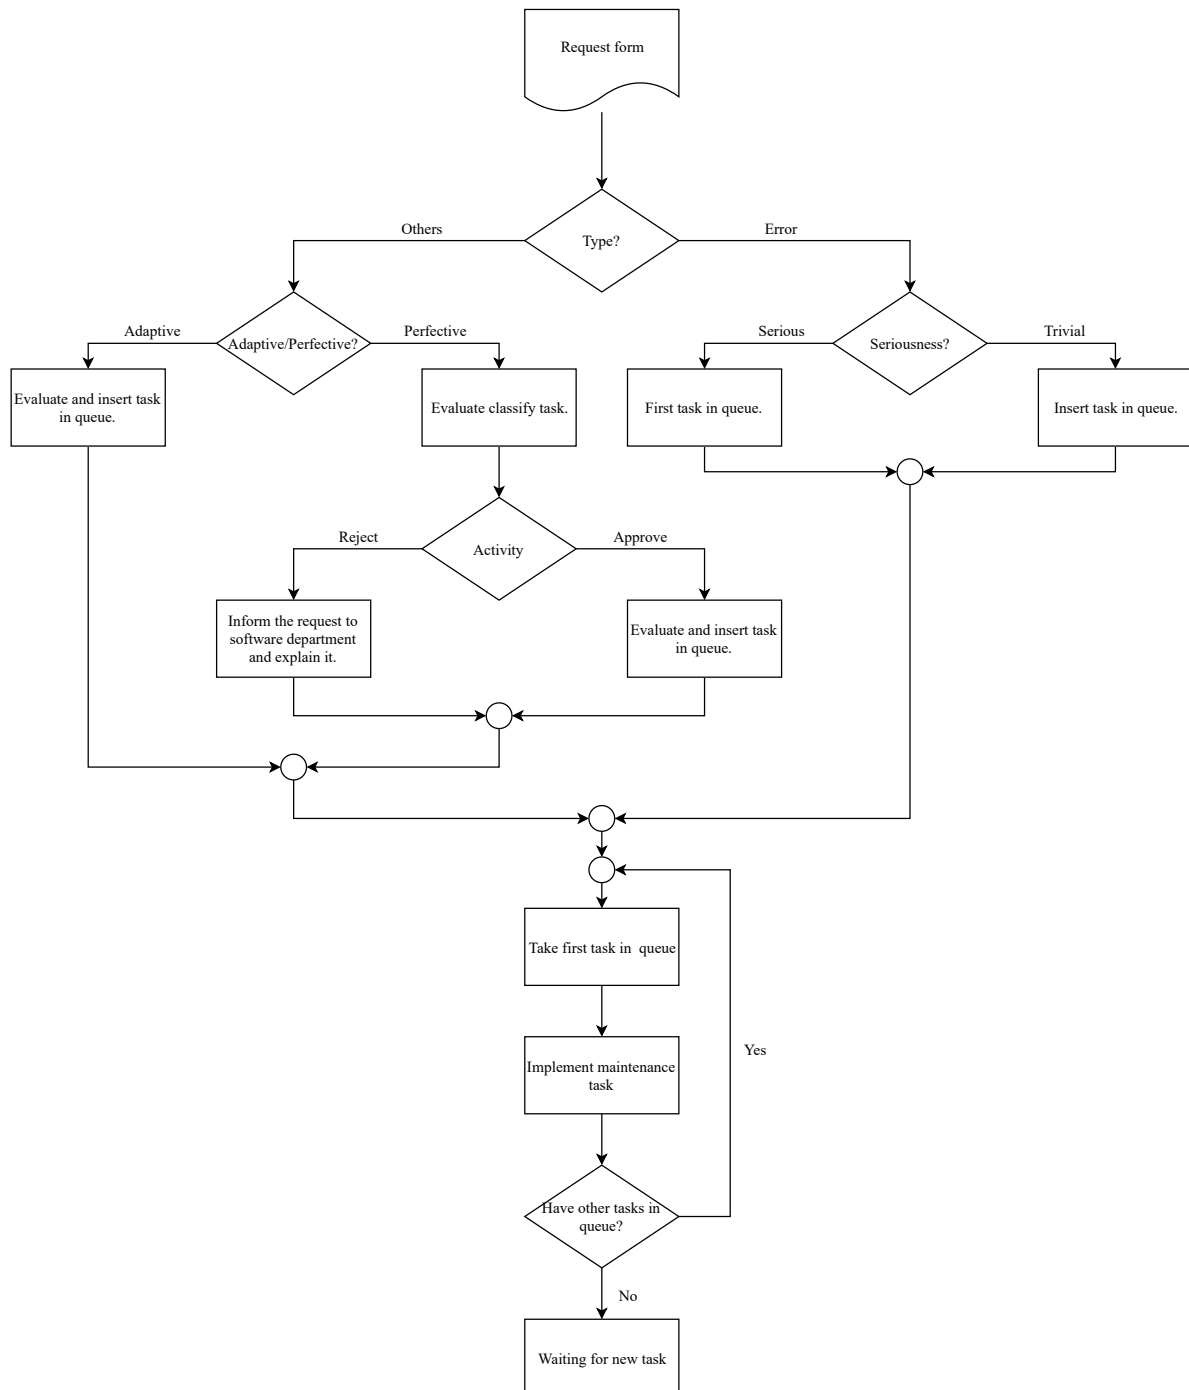 Request form
Type?
Others
Error
Adaptive/Perfective?
Adaptive
Perfective
Seriousness?
Serious
Trivial
Evaluate and insert task
in queue.
Evaluate classify task.
First task in queue.
Insert task in queue.
Activity
Reject
Approve
Inform the request to
software department
and explain it.
Evaluate and insert task
in queue.
Take first task in queue
Implement maintenance
task
Yes
Have other tasks in
queue?
No
Waiting for new task